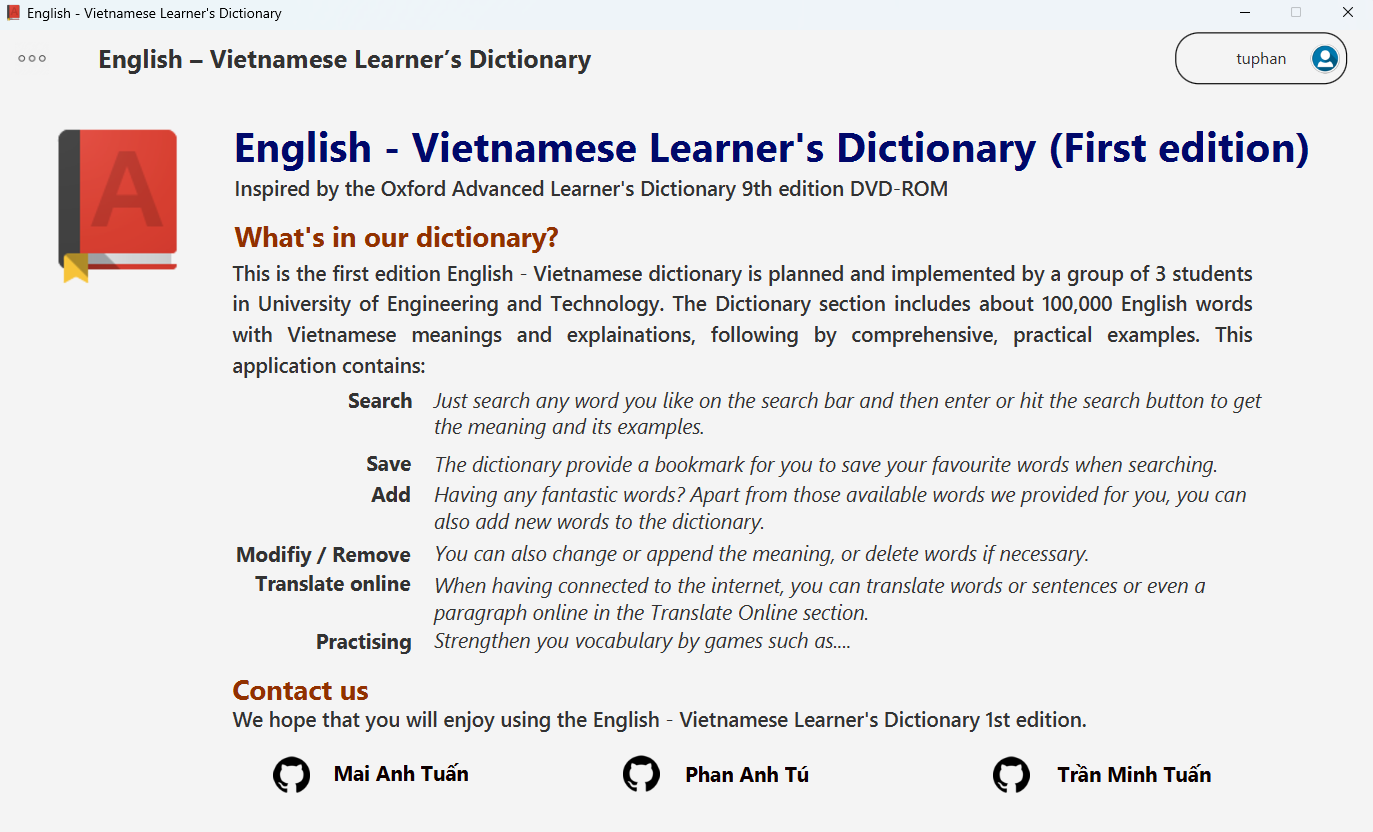 English - Vietnamese Learner's Dictionary
English – Vietnamese Learner’s Dictionary
tuphan
A
English - Vietnamese Learner's Dictionary (First edition)
Inspired by the Oxford Advanced Learner's Dictionary 9th edition DVD-ROM
What's in our dictionary?
This is the first edition English - Vietnamese dictionary is planned and implemented by a group of 3 students
in University of Engineering and Technology. The Dictionary section includes about 100,000 English words
with Vietnamese meanings and explainations, following by comprehensive, practical examples. This
application contains:
Search Just search any word you like on the search bar and then enter or hit the search button to get
the meaning and its examples.
Save The dictionary provide a bookmark for you to save your favourite words when searching.
Add Having any fantastic words? Apart from those available words we provided for you, you can
also add new words to the dictionary.
Modifiy / Remove You can also change or append the meaning, or delete words if necessary.
Translate online When having connected to the internet, you can translate words or sentences or even a
paragraph online in the Translate Online section.
Practising Strengthen you vocabulary by games such as....
Contact us
We hope that you will enjoy using the English - Vietnamese Learner's Dictionary 1st edition.
Mai Anh Tuấn Phan Anh Tú Trần Minh Tuấn